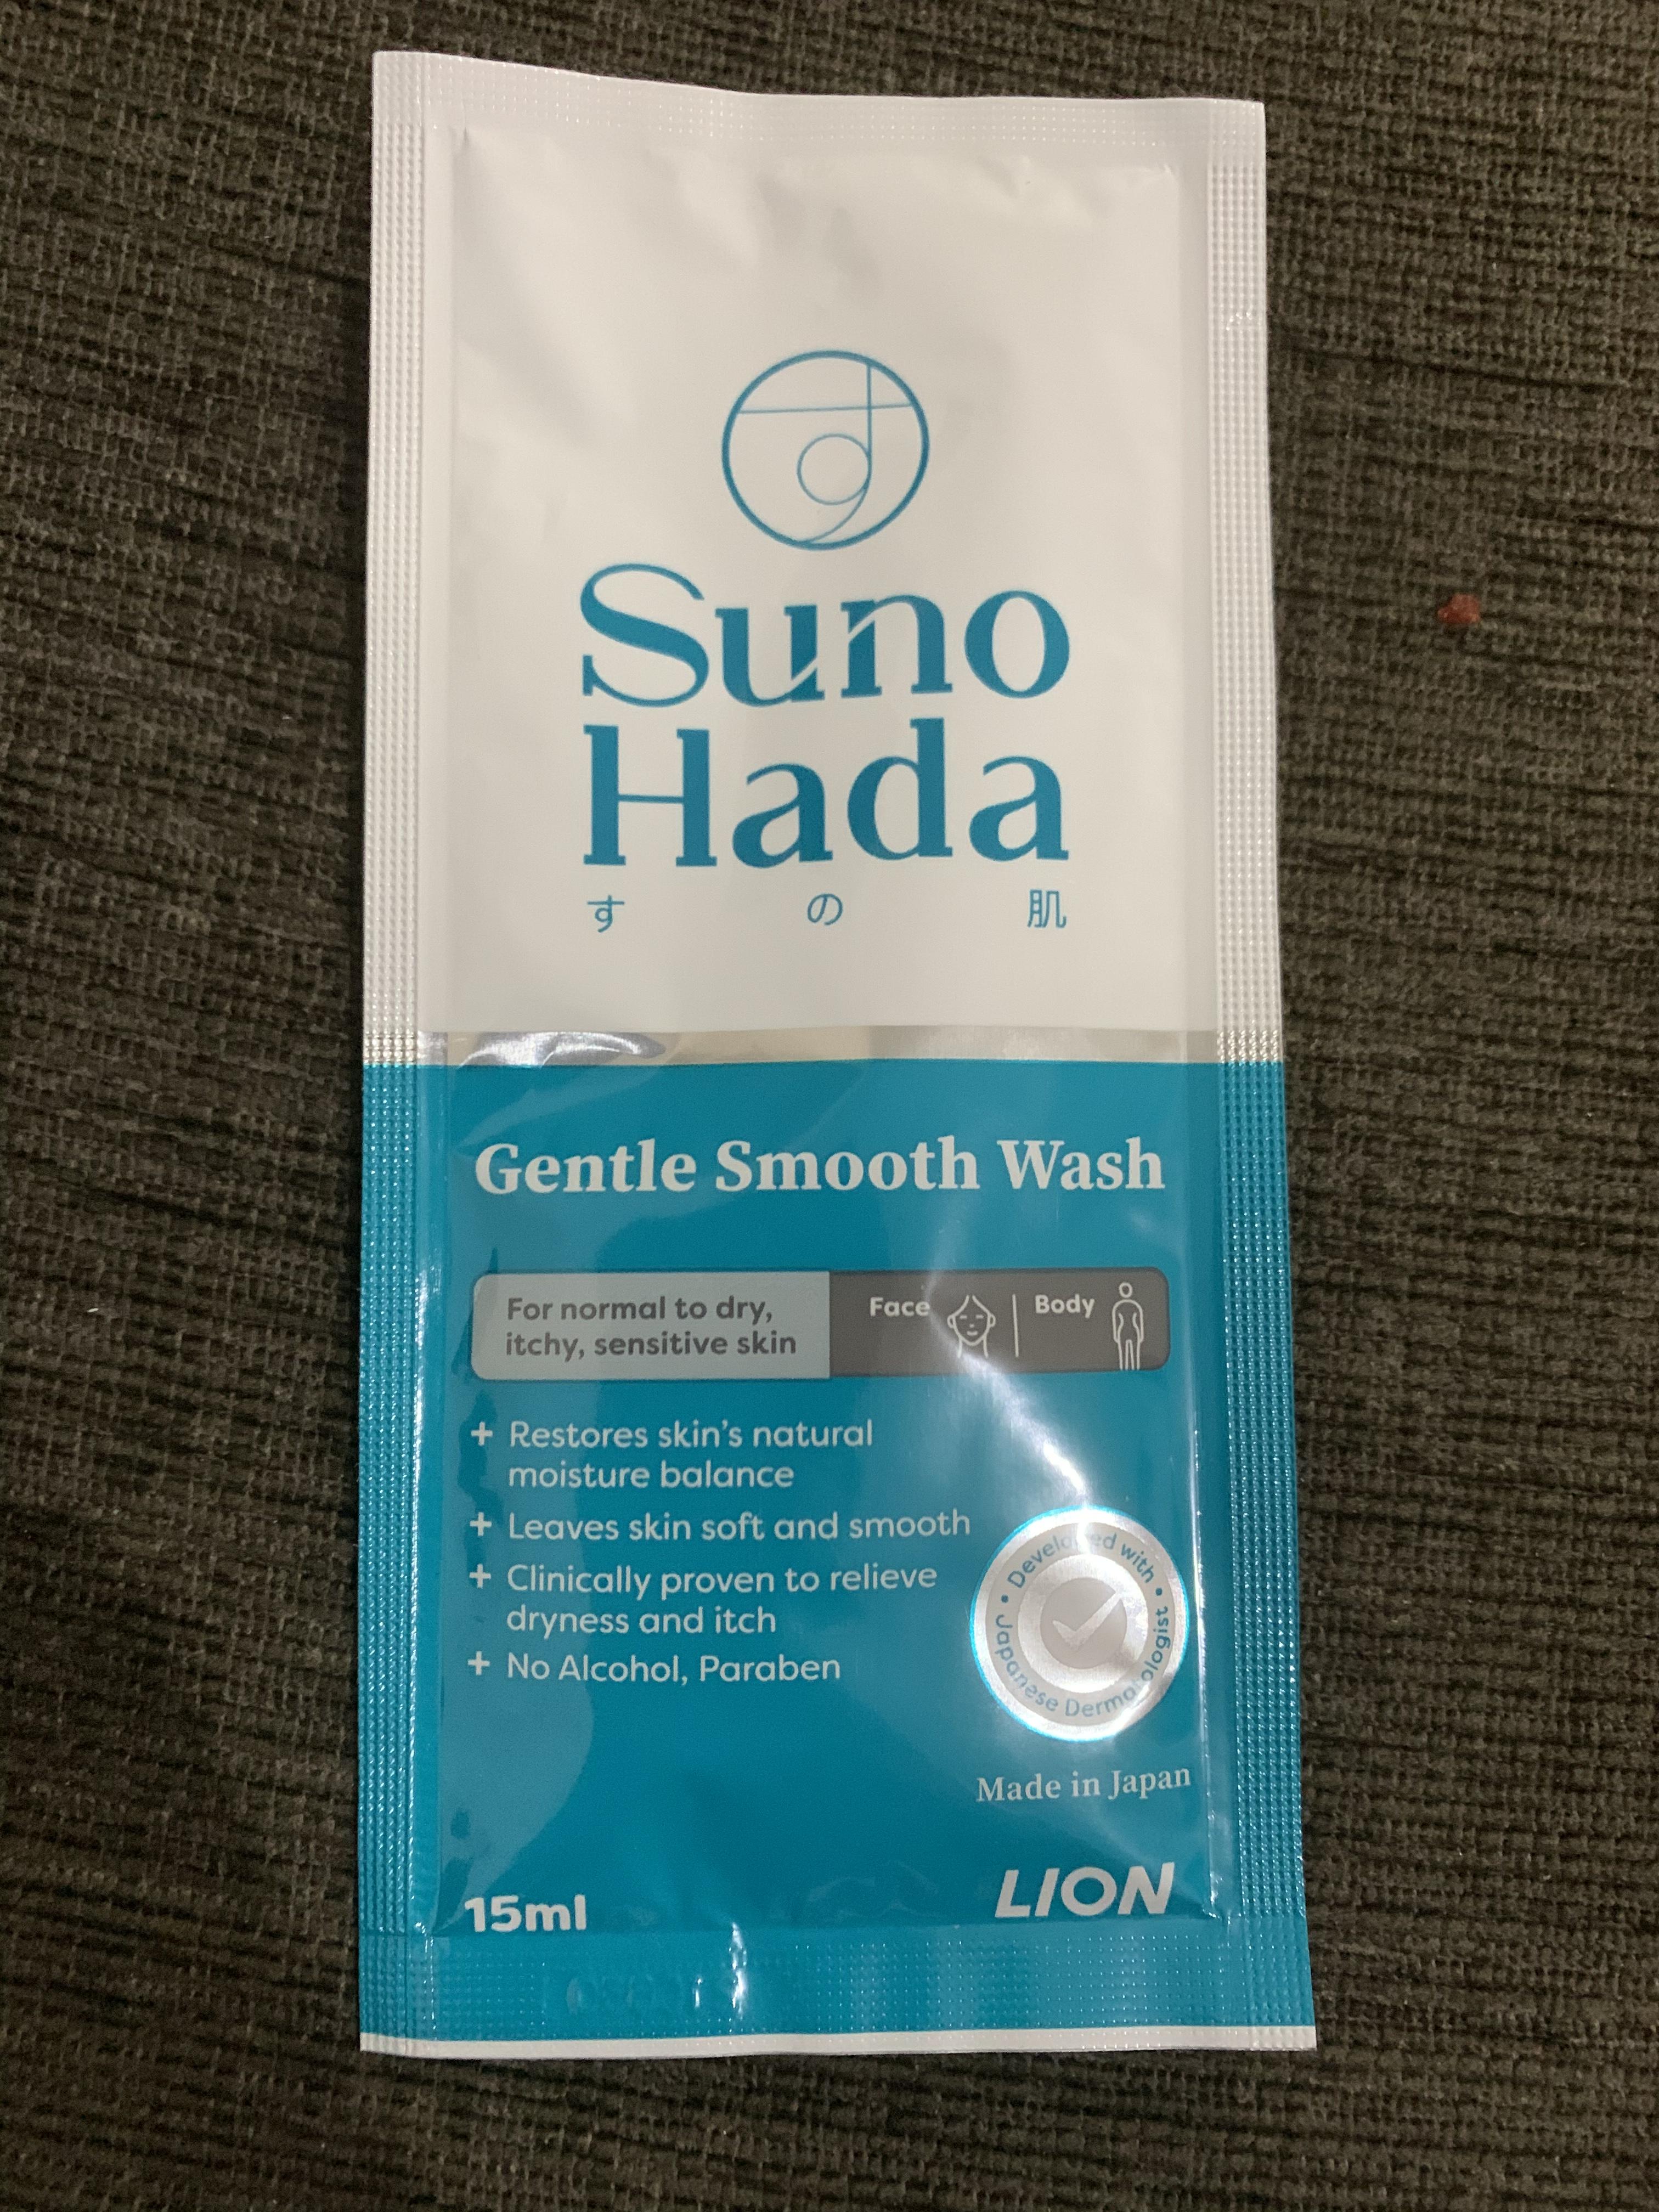 Suno
Hada
す の 肌
Gentle Smooth Wash
For normal to dry,
itchy, sensitive skin
Face
Body
+ Restores skin's natural
moisture balance
+ Leaves skin soft and smooth
+ Clinically proven to relieve
dryness and itch
+ No Alcohol, Paraben
• Developed with •
Japanese Dermatologist
Made in Japan
15ml
LION